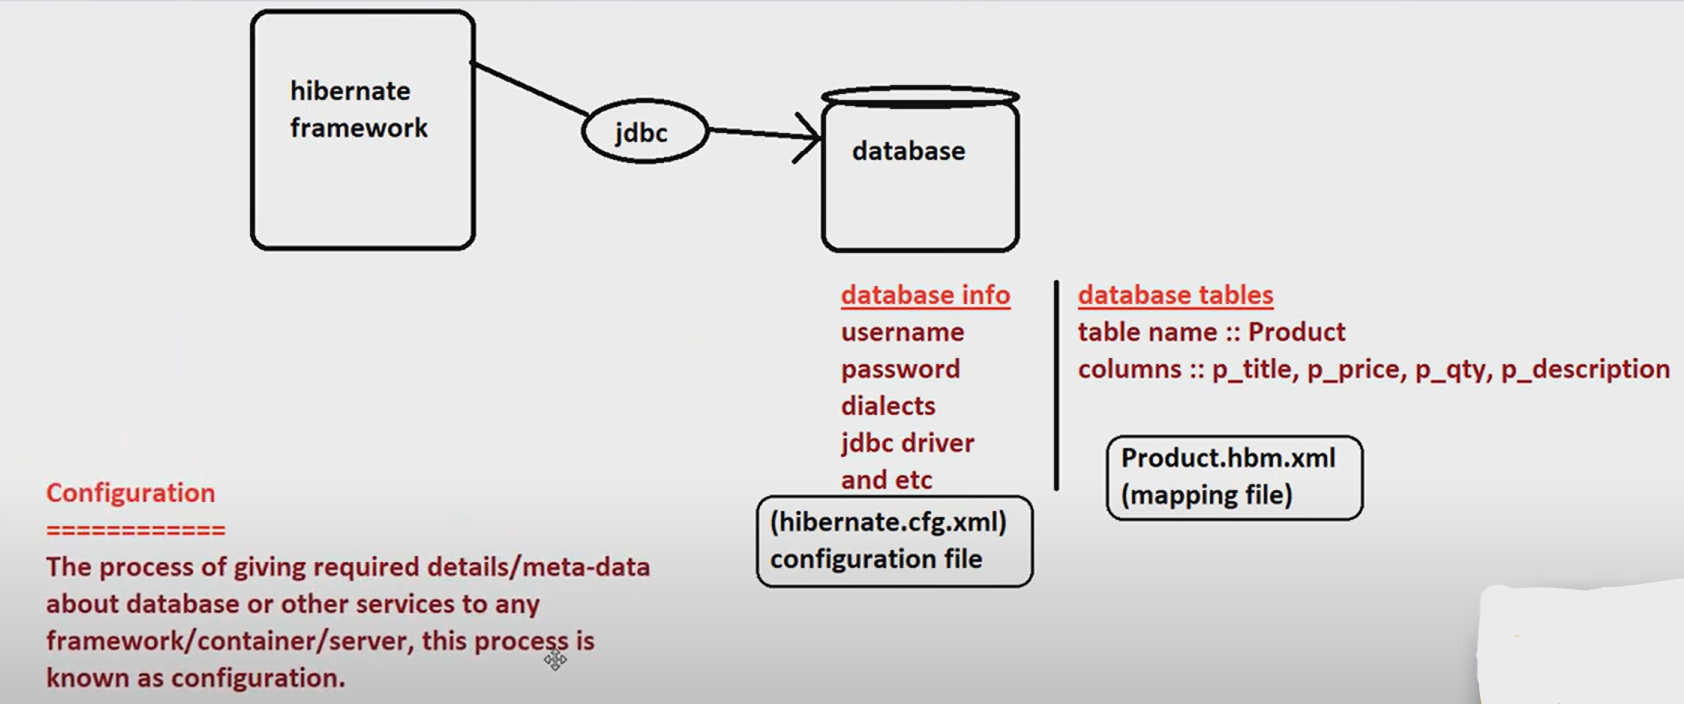 hibernate
framework
jdbc
database
database info
username
password
dialects
jdbc driver
and etc
(hibernate.cfg.xml)
configuration file
database tables
table name :: Product
columns :: p_title, p_price, p_qty, p_description
Product.hbm.xml
(mapping file)
Configuration
============
The process of giving required details/meta-data
about database or other services to any
framework/container/server, this process is
known as configuration.